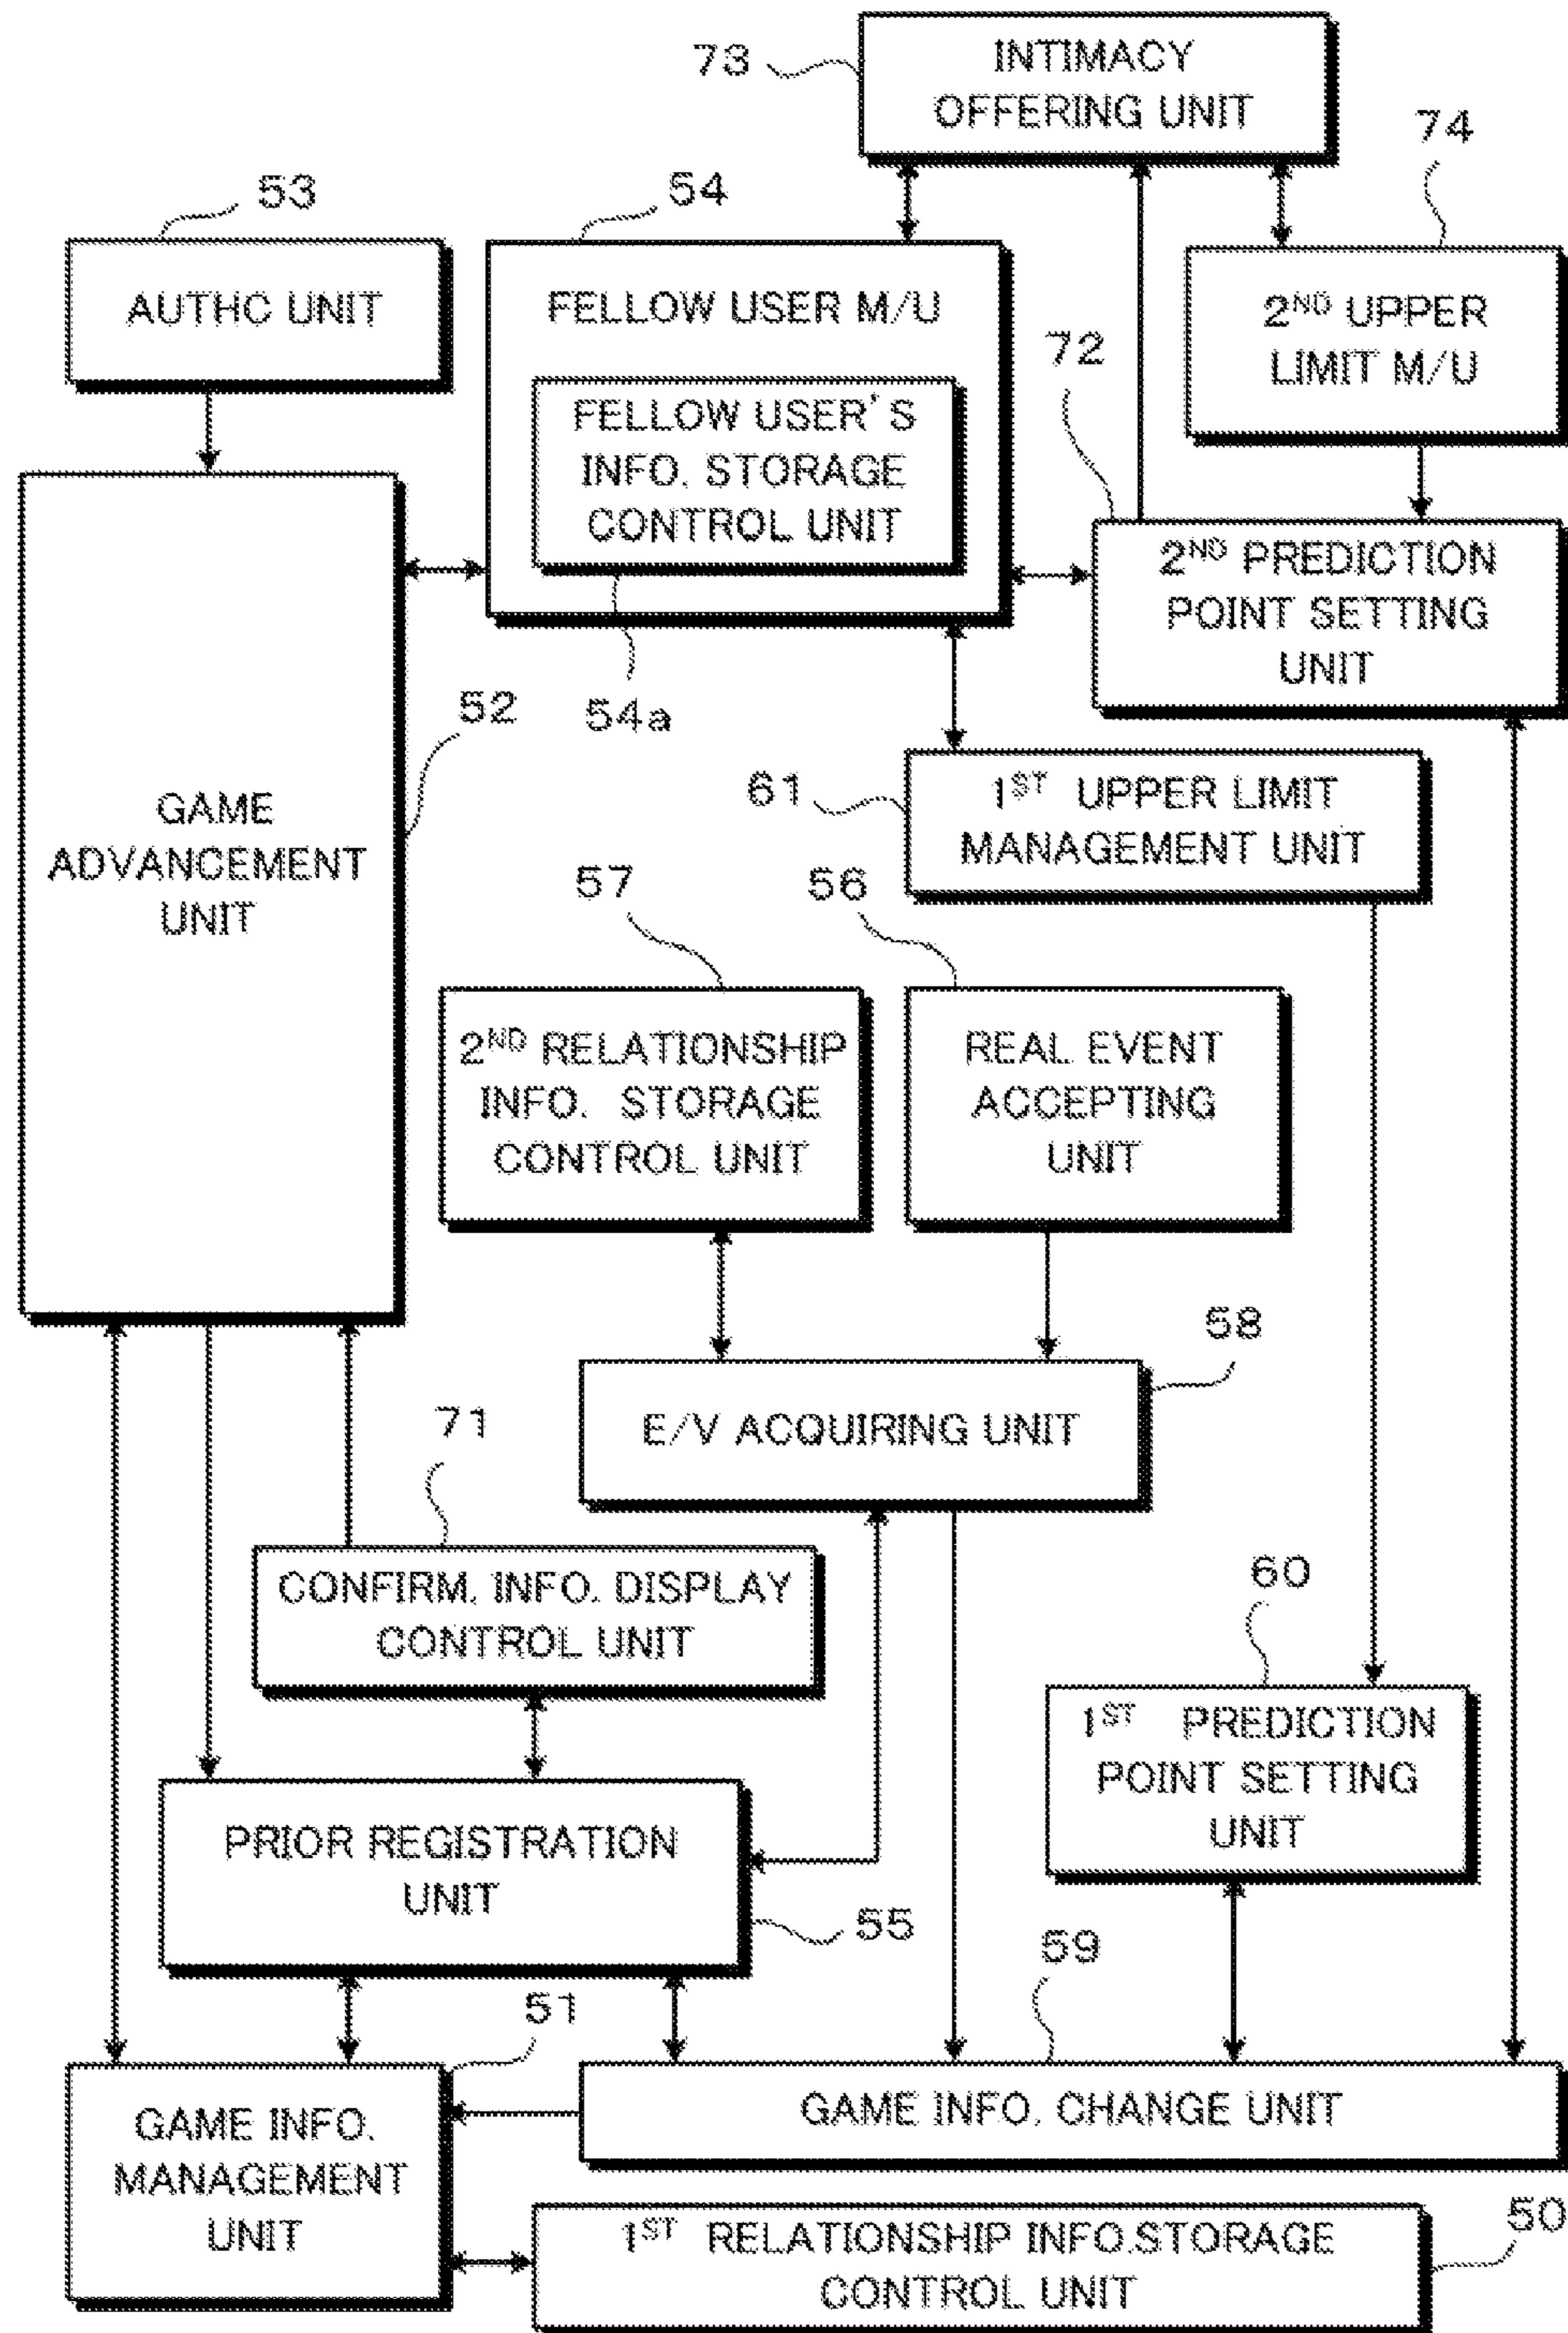 73
INTIMACY
OFFERING UNIT
74
53
54
AUTHC UNIT
FELLOW USER M/U
2ND UPPER
LIMIT M/U
72
FELLOW USER'S
INFO. STORAGE
CONTROL UNIT
2ND PREDICTION
POINT SETTING
UNIT
52
54a
GAME
ADVANCEMENT
UNIT
61
1ST UPPER LIMIT
MANAGEMENT UNIT
57
56
2ND RELATIONSHIP
INFO. STORAGE
CONTROL UNIT
REAL EVENT
ACCEPTING
UNIT
58
E/V ACQUIRING UNIT
71
CONFIRM. INFO. DISPLAY
CONTROL UNIT
60
1ST PREDICTION
POINT SETTING
UNIT
PRIOR REGISTRATION
UNIT
55
59
51
GAME INFO. CHANGE UNIT
GAME INFO.
MANAGEMENT
UNIT
50
1ST RELATIONSHIP INFO.STORAGE
CONTROL UNIT